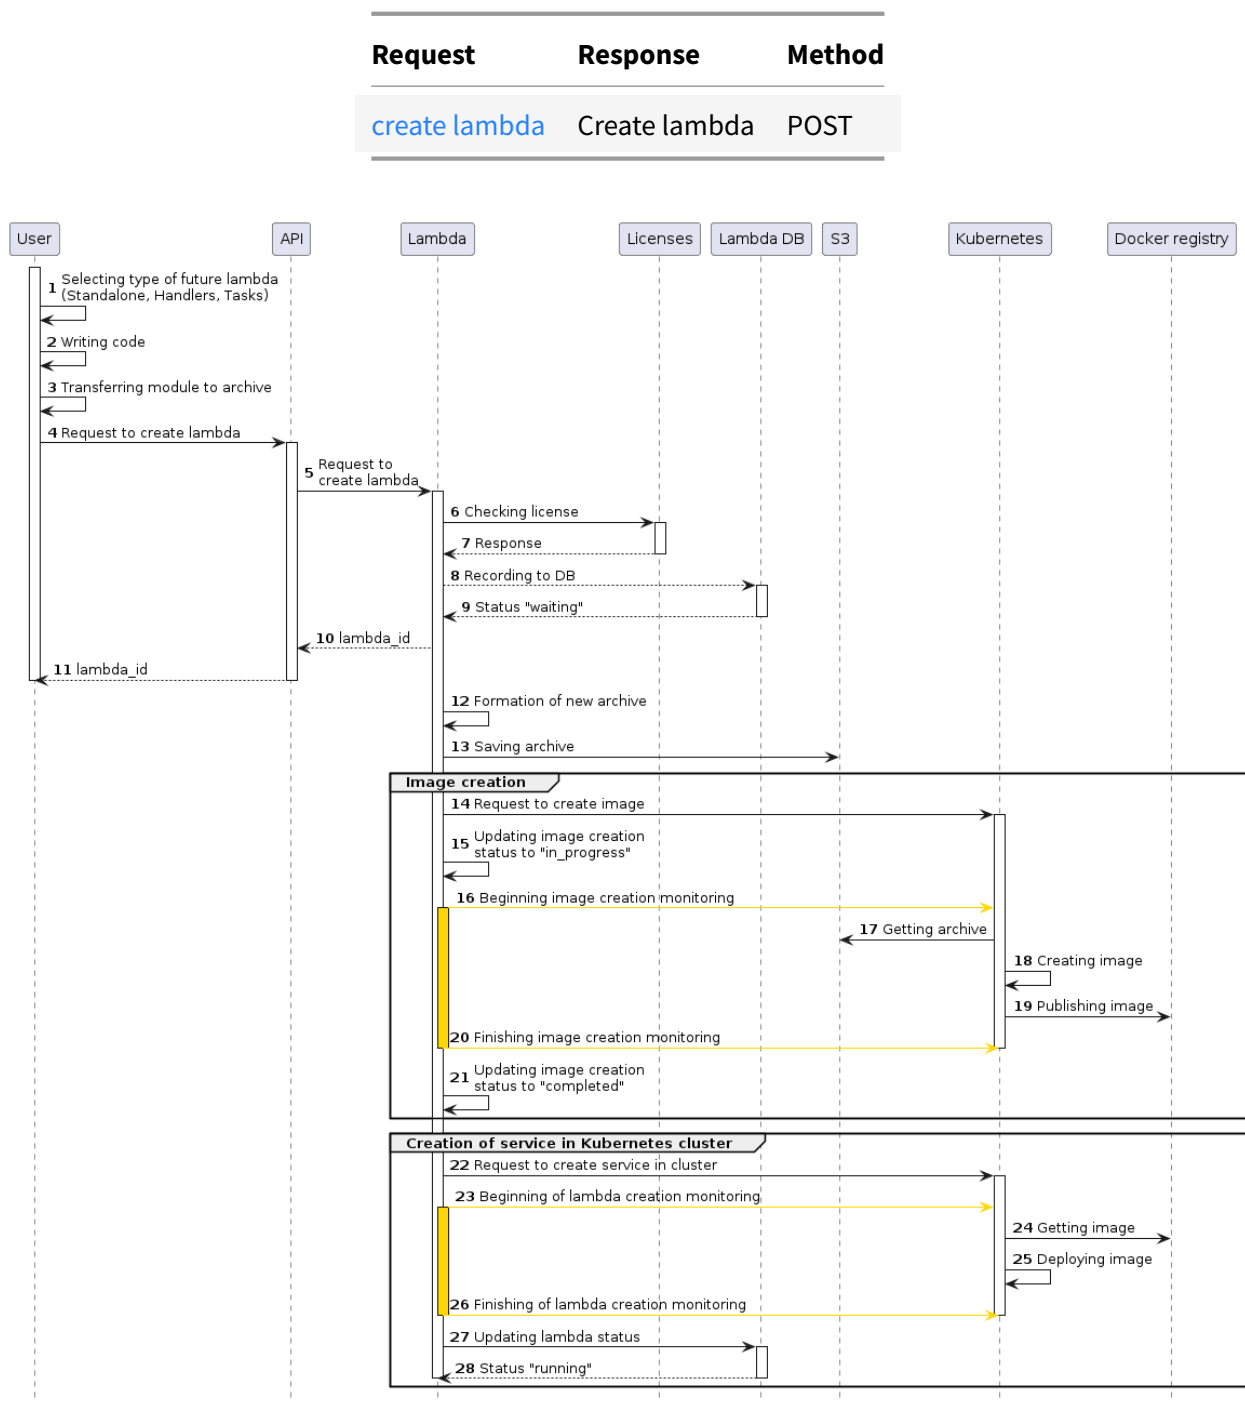 Request Response Method
create lambda Create lambda POST
User API Lambda Licenses Lambda DB S3 Kubernetes Docker registry
1 Selecting type of future lambda
(Standalone, Handlers, Tasks)
2 Writing code
3 Transferring module to archive
4 Request to create lambda
5 Request to
create lambda
6 Checking license
7 Response
8 Recording to DB
9 Status "waiting"
10 lambda_id
11 lambda_id
12 Formation of new archive
13 Saving archive
Image creation
14 Request to create image
15 Updating image creation
status to "in_progress"
16 Beginning image creation monitoring
17 Getting archive
18 Creating image
19 Publishing image
20 Finishing image creation monitoring
21 Updating image creation
status to "completed"
Creation of service in Kubernetes cluster
22 Request to create service in cluster
23 Beginning of lambda creation monitoring
24 Getting image
25 Deploying image
26 Finishing of lambda creation monitoring
27 Updating lambda status
28 Status "running"